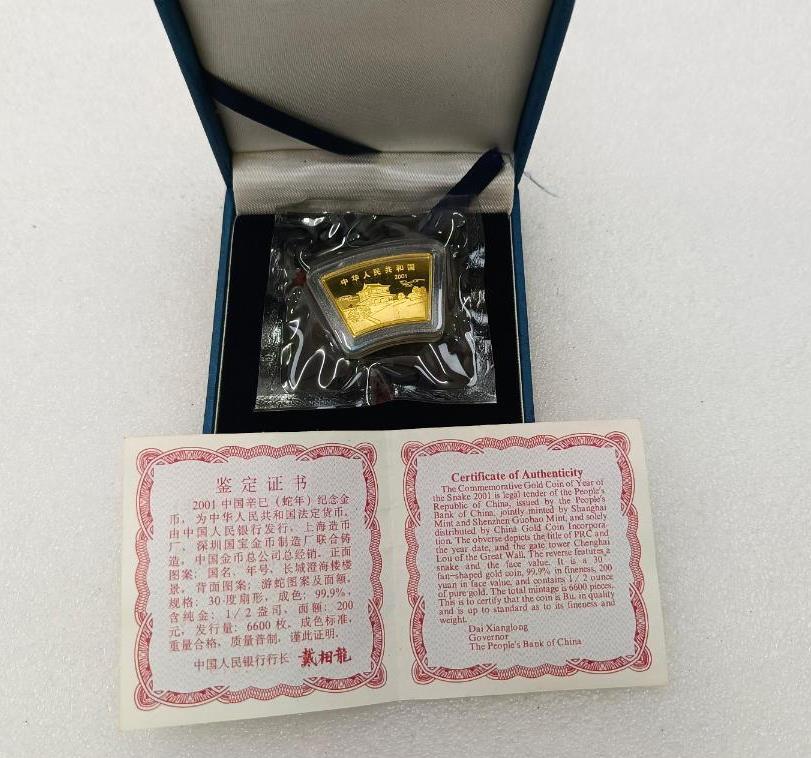 中华人民共和国
2001
鉴定证书
2001 中国辛巳（蛇年）纪念金
币，为中华人民共和国法定货币，
由中国人民银行发行，上海造币
厂、深圳国宝金币制造厂联合铸
造，中国金币总公司总经销。正面
图案：国名、年号、长城澄海楼楼
景，背面图案：游蛇图案及面额，
规格：30·度扇形，成色：99.9%，
含纯金：1/2 盎司，面额：200
元，发行量：6600 枚，成色标准，
重量合格，质量普制，谨此证明。
中国人民银行行长 戴相龍
Certificate of Authenticity
The Commemorative Gold Coin of Year of
the Snake 2001 is legal tender of the People's
Republic of China, issued by the People's
Bank of China, jointly minted by Shanghai
Mint and Shenzhen Guobao Mint, and solely
distributed by China Gold Coin Incorpora-
tion. The obverse depicts the title of PRC and
the year date, and the gate tower Chenghai
Lou of the Great Wall. The reverse features a
snake and the face value. It is a 30°
fan-shaped gold coin, 99.9% in fineness, 200
yuan in face value, and contains 1/2 ounce
of pure gold. The total mintage is 6600 pieces.
This is to certify that the coin is Bu. in quality
and is up to standard as to its fineness and
weight.
Dai Xianglong
Governor
The People's Bank of China